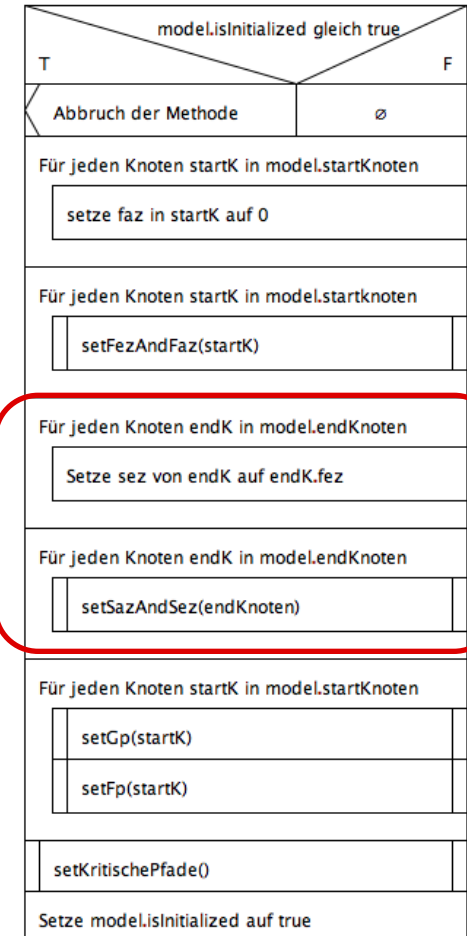 model.isInitialized gleich true
T F
Abbruch der Methode ∅
Für jeden Knoten startK in model.startKnoten
setze faz in startK auf 0
Für jeden Knoten startK in model.startknoten
setFezAndFaz(startK)
Für jeden Knoten endK in model.endKnoten
Setze sez von endK auf endK.fez
Für jeden Knoten endK in model.endKnoten
setSazAndSez(endKnoten)
Für jeden Knoten startK in model.startKnoten
setGp(startK)
setFp(startK)
setKritischePfade()
Setze model.isInitialized auf true